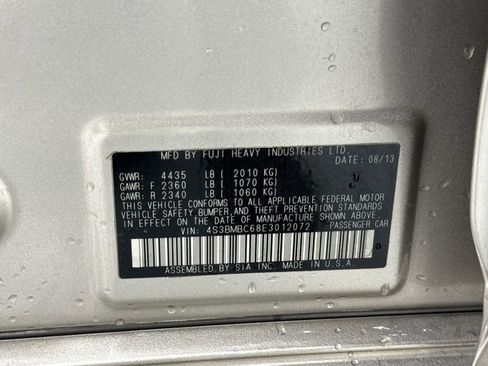 MFD BY FUJI HEAVY INDUSTRIES LTD.
DATE: 08/13
GVWR: 4435 LB ( 2010 KG)
GAWR: F 2360 LB ( 1070 KG)
GAWR: R 2340 LB ( 1060 KG)
THIS VEHICLE CONFORMS TO ALL APPLICABLE FEDERAL MOTOR
VEHICLE SAFETY,BUMPER,AND THEFT PREVENTION STANDARDS
IN EFFECT ON THE DATE OF MANUFACTURE SHOWN ABOVE.
VIN: 4S3BMBC68E3012072 PASSENGER CAR
ASSEMBLED BY SIA INC. MADE IN U.S.A.